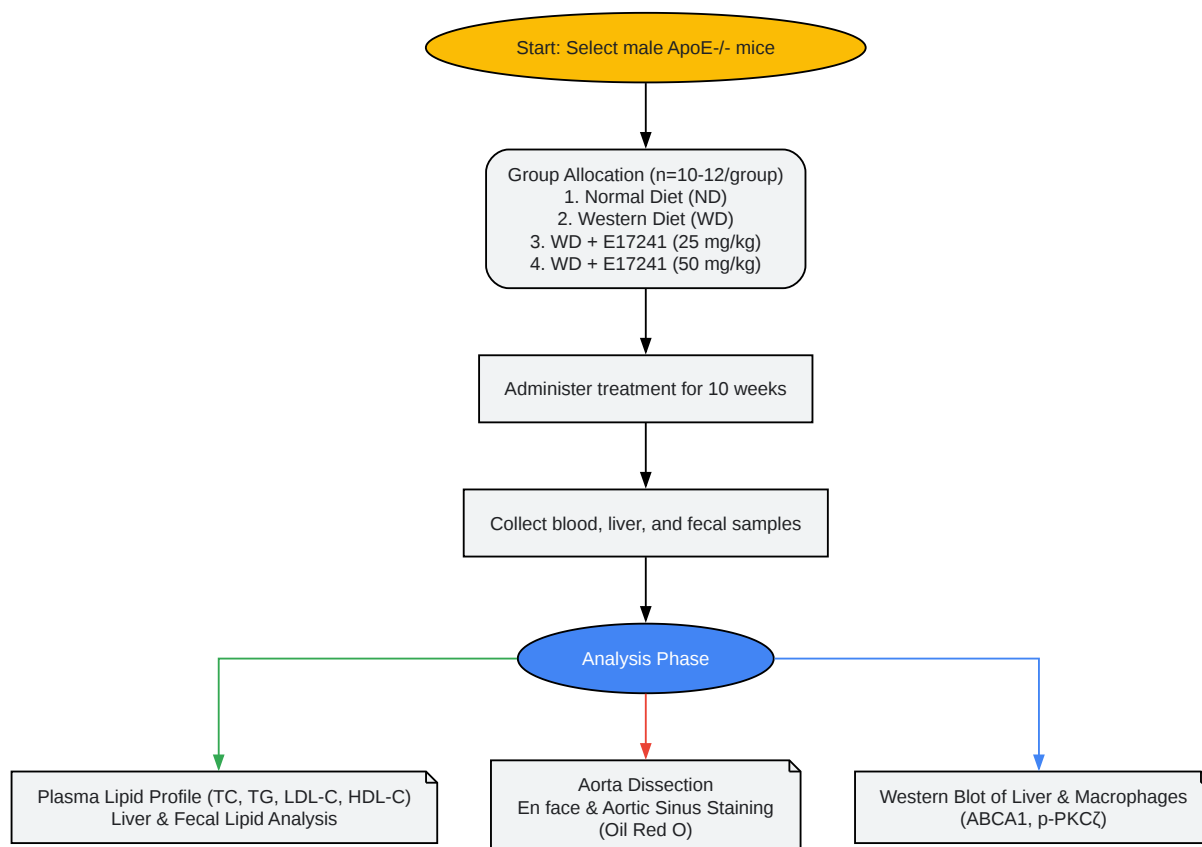 Start: Select male ApoE-/- mice
Group Allocation (n=10-12/group)
1. Normal Diet (ND)
2. Western Diet (WD)
3. WD + E17241 (25 mg/kg)
4. WD + E17241 (50 mg/kg)
Administer treatment for 10 weeks
Collect blood, liver, and fecal samples
Analysis Phase
Plasma Lipid Profile (TC, TG, LDL-C, HDL-C)
Liver & Fecal Lipid Analysis
Aorta Dissection
En face & Aortic Sinus Staining
(Oil Red O)
Western Blot of Liver & Macrophages
(ABCA1, p-PKCζ)